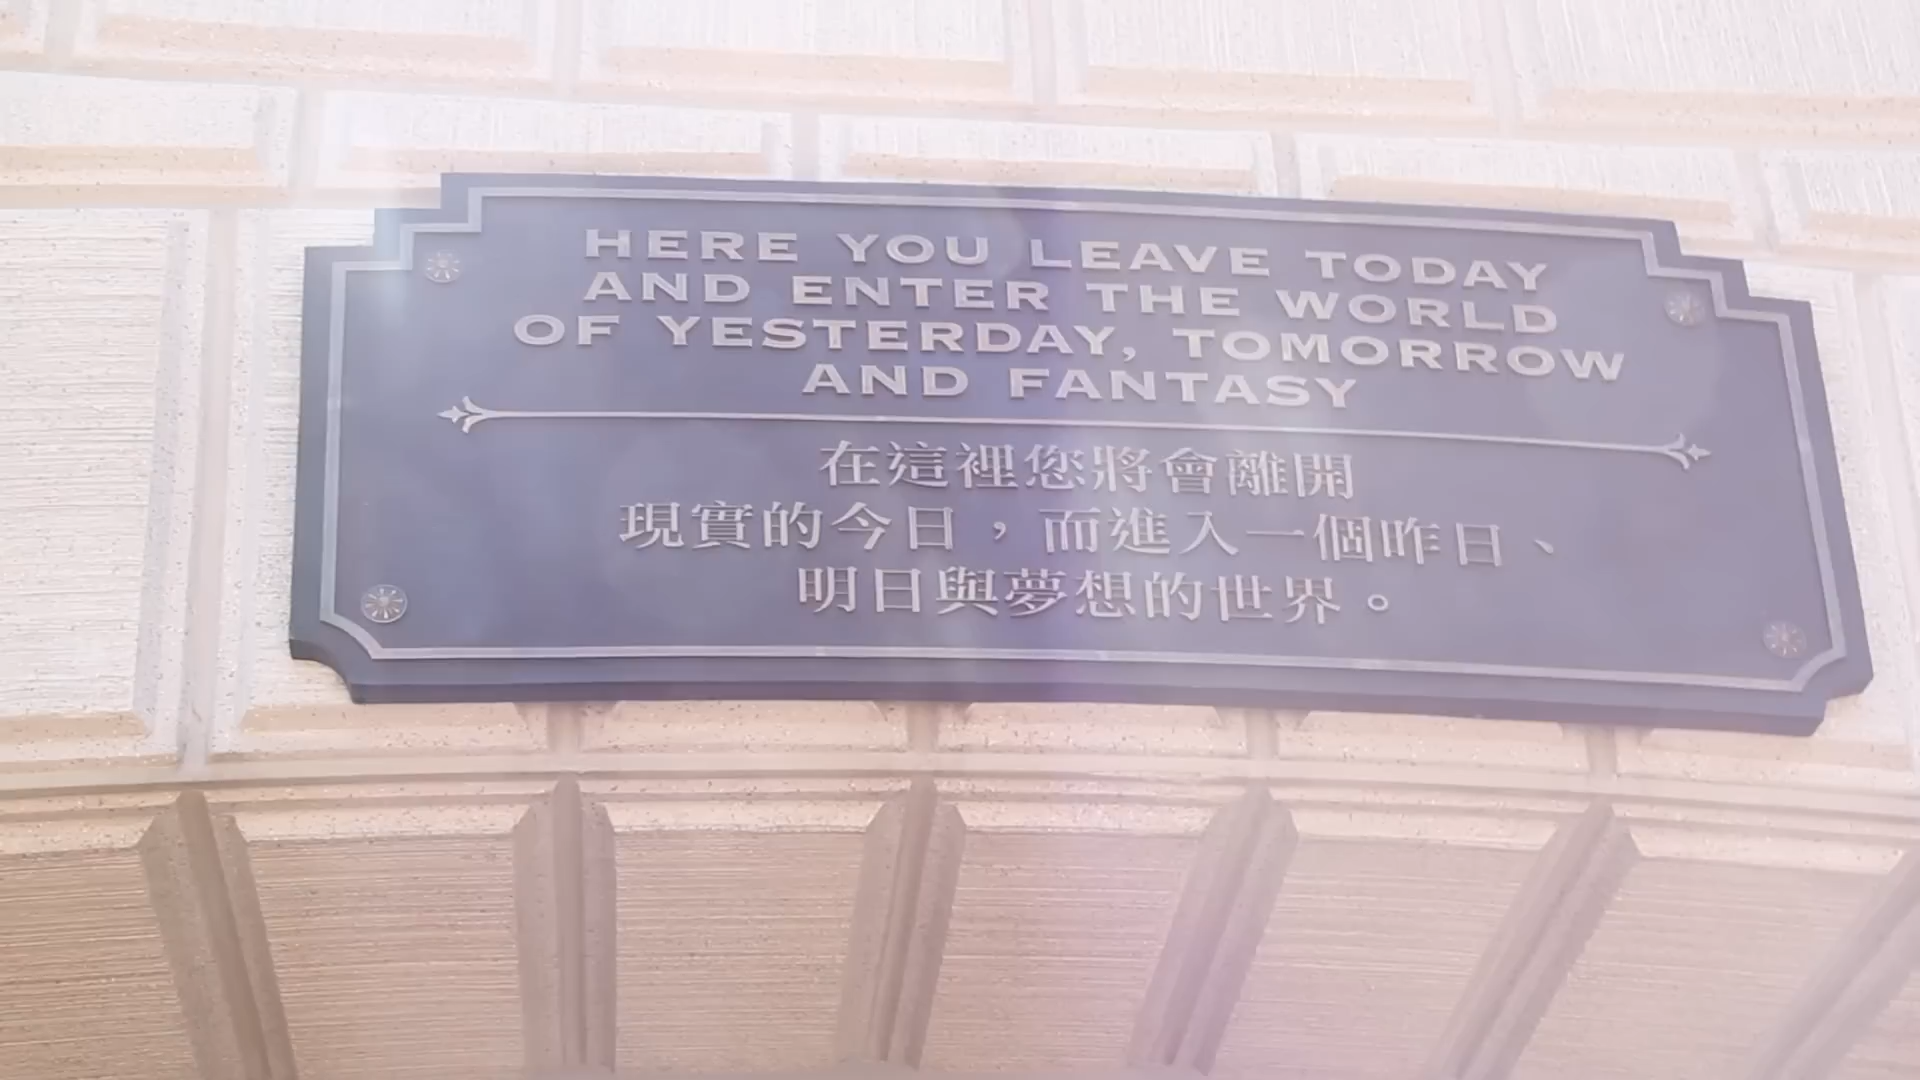 HERE YOU LEAVE TODAY
AND ENTER THE WORLD
OF YESTERDAY, TOMORROW
AND FANTASY
在這裡您將會離開
現實的今日，而進入一個昨日、
明日與夢想的世界。